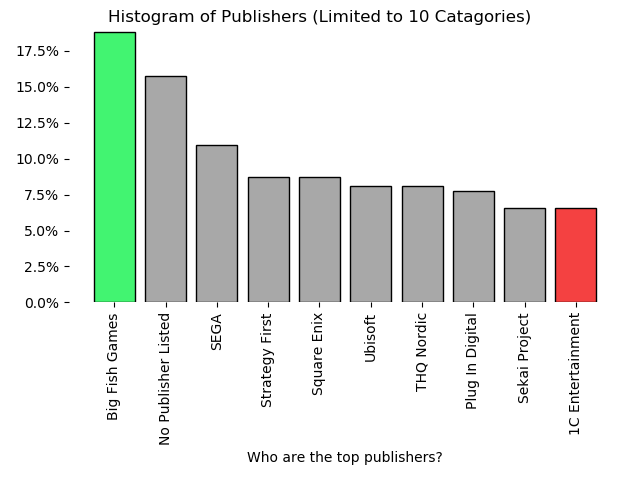 Histogram of Publishers (Limited to 10 Catagories)
17.5%
15.0%
12.5%
10.0%
7.5%
5.0%
2.5%
0.0%
Big Fish Games
No Publisher Listed
SEGA
Strategy First
Square Enix
Ubisoft
THQ Nordic
Plug In Digital
Sekai Project
1C Entertainment
Who are the top publishers?